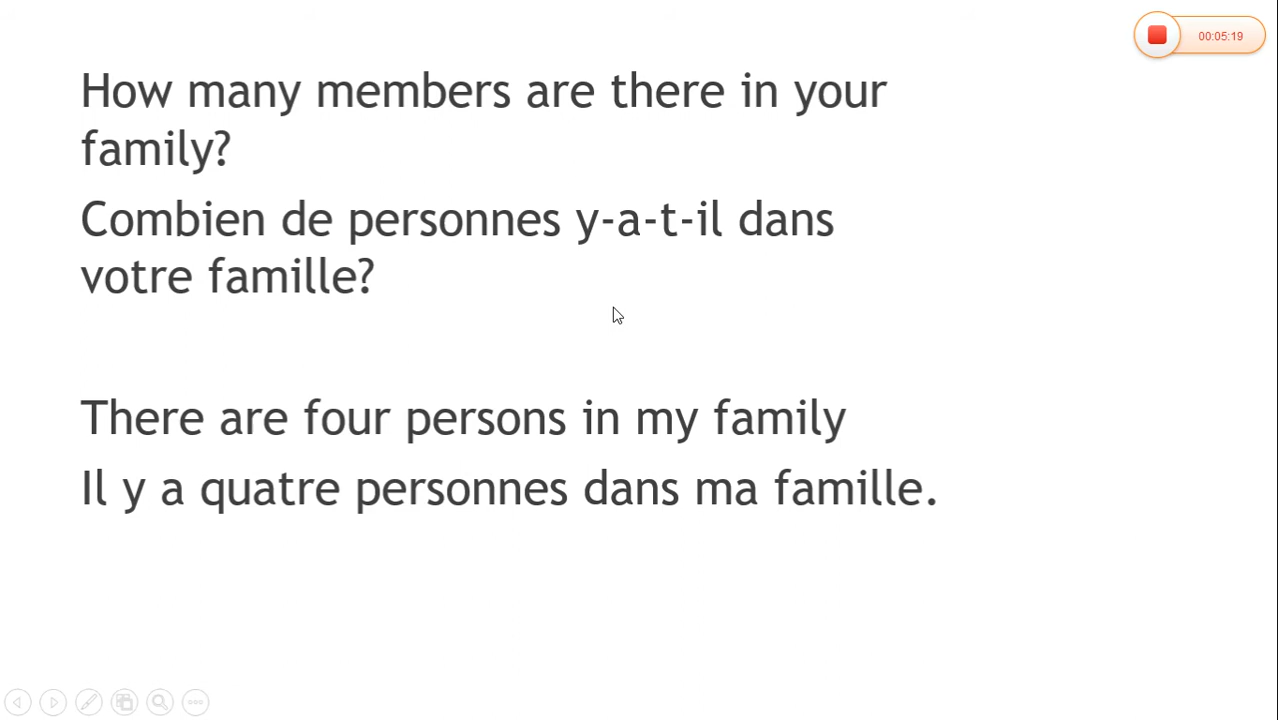 00:05:19
How many members are there in your
family?
Combien de personnes y-a-t-il dans
votre famille?
There are four persons in my family
Il y a quatre personnes dans ma famille.